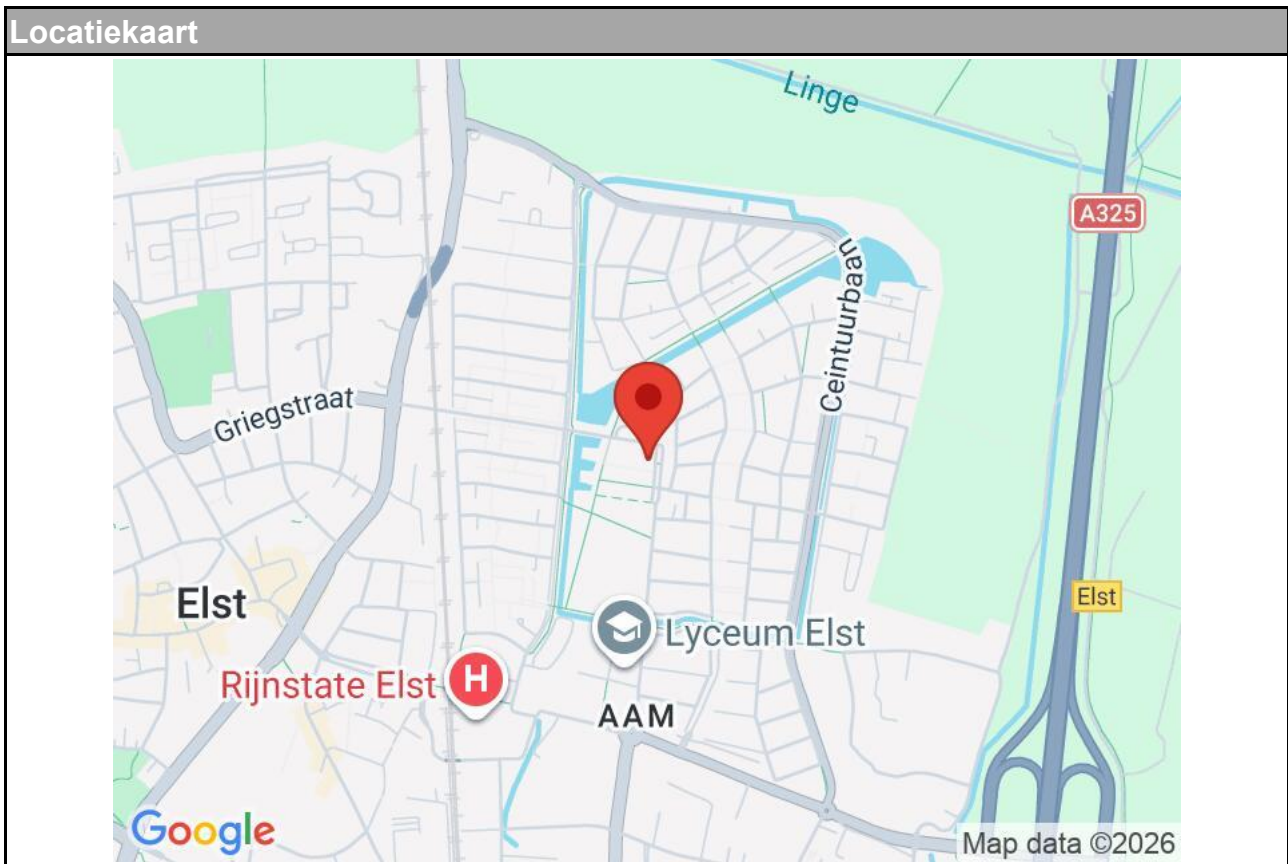 Locatiekaart
Linge
A325
Ceintuurbaan
Griegstraat
Elst
Elst
Lyceum Elst
Rijnstate Elst
H
AAM
Google
Map data ©2026